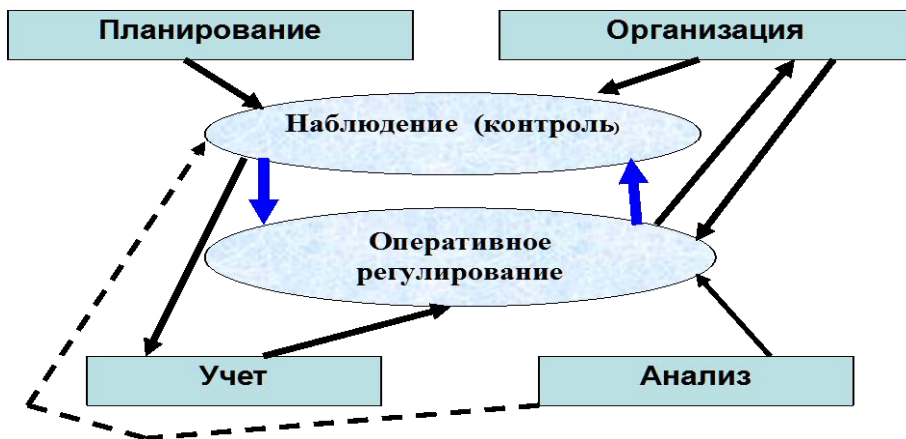 Планирование
Организация
Наблюдение (контроль)
Оперативное
регулирование
Учет
Анализ